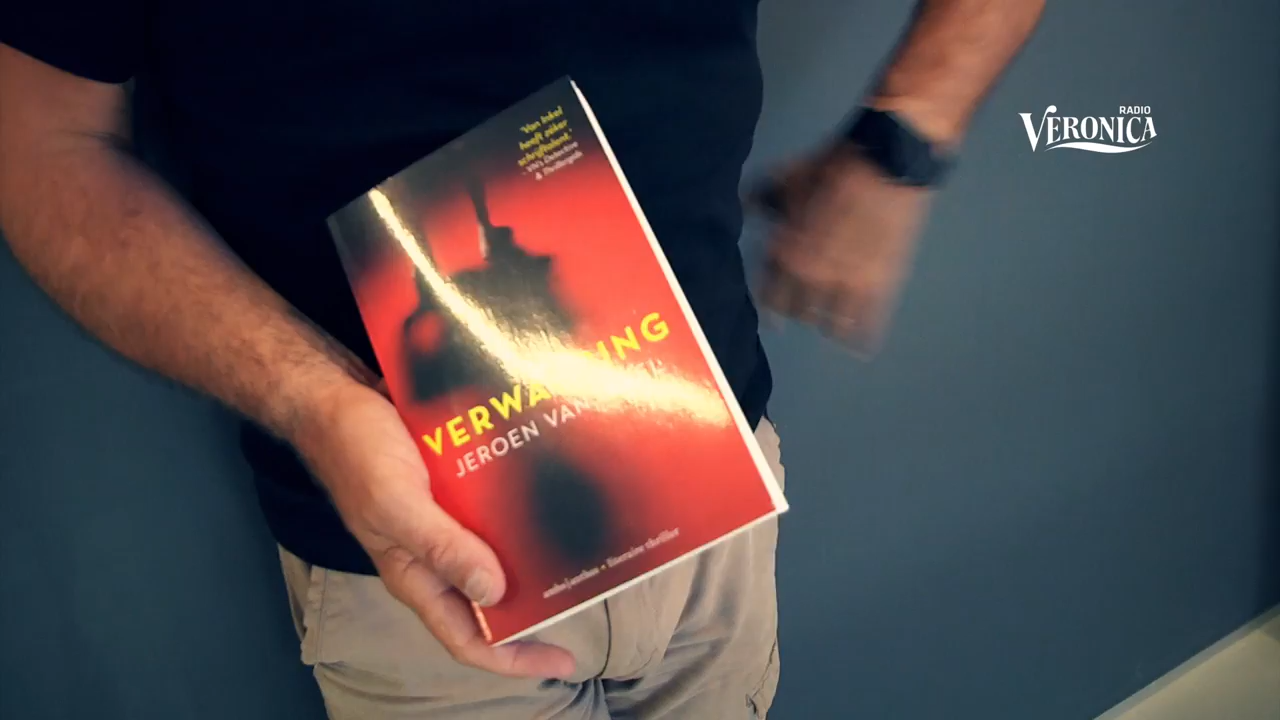 RADIO
VERONICA
'Van Inkel
heeft zeker
schrijftalent.'
- VN's Detective
& Thrillergids
JEROEN VAN
ambo|anthos • literaire thriller